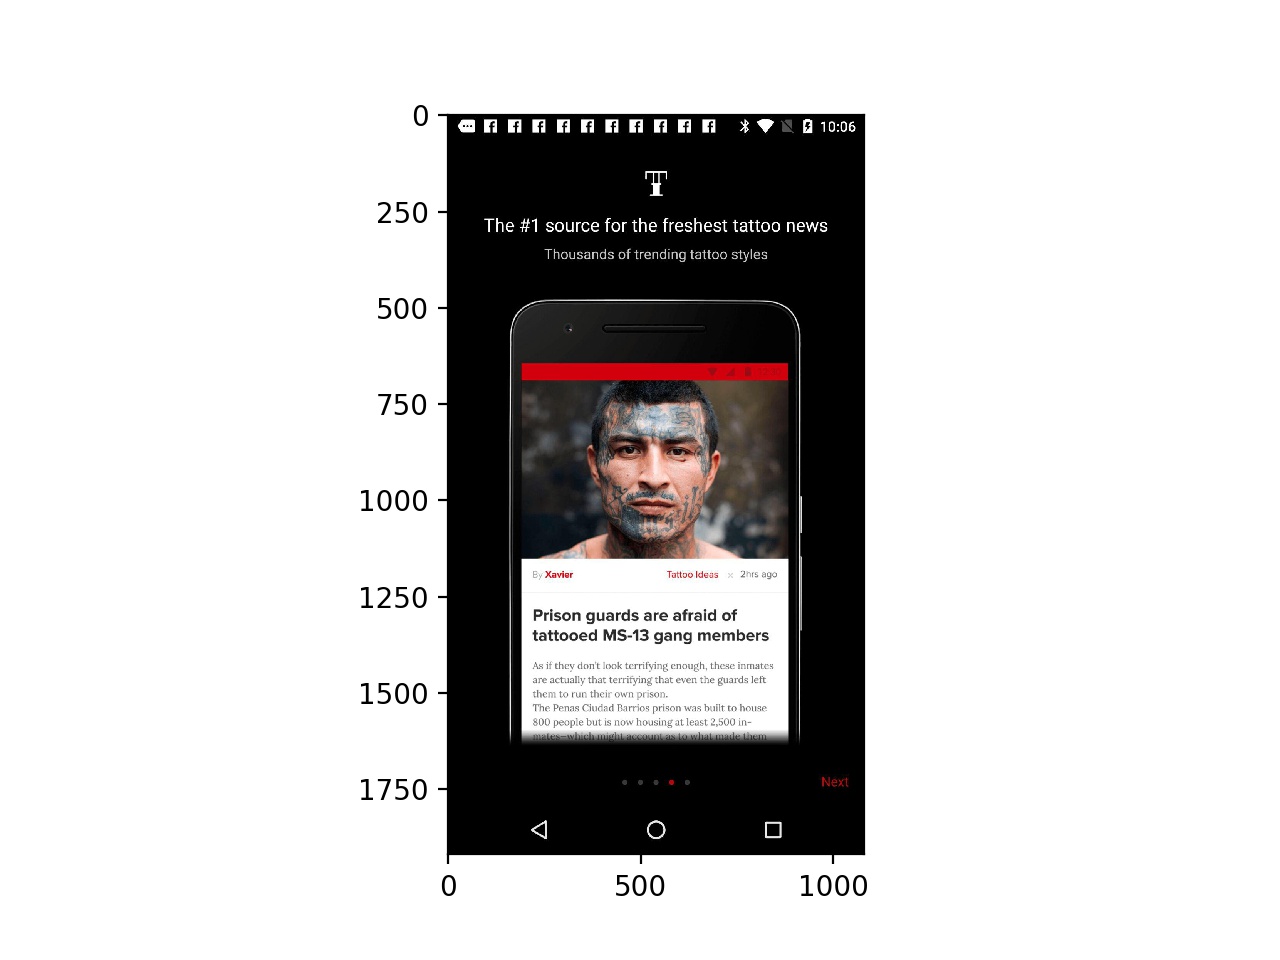 0
250
500
750
1000
1250
1500
1750
0
500
1000
10:06
T
The #1 source for the freshest tattoo news
Thousands of trending tattoo styles
By Xavier
Tattoo Ideas
2hrs ago
Prison guards are afraid of
tattooed MS-13 gang members
As if they don't look terrifying enough, these inmates
are actually that terrifying that even the guards left
them to run their own prison.
The Penas Ciudad Barrios prison was built to house
800 people but is now housing at least 2,500 in-
mates—which might account as to what made them
Next